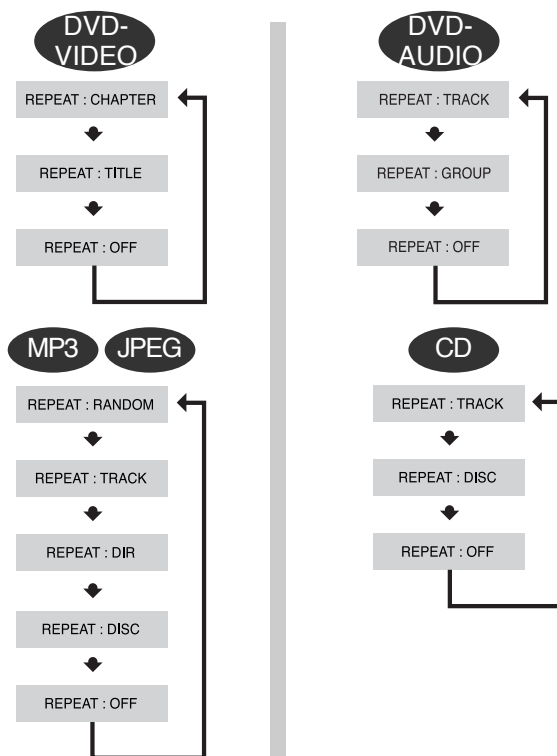 DVD-
VIDEO
REPEAT : CHAPTER
REPEAT : TITLE
REPEAT : OFF
DVD-
AUDIO
REPEAT : TRACK
REPEAT : GROUP
REPEAT : OFF
MP3 JPEG
REPEAT : RANDOM
REPEAT : TRACK
REPEAT : DIR
REPEAT : DISC
REPEAT : OFF
CD
REPEAT : TRACK
REPEAT : DISC
REPEAT : OFF